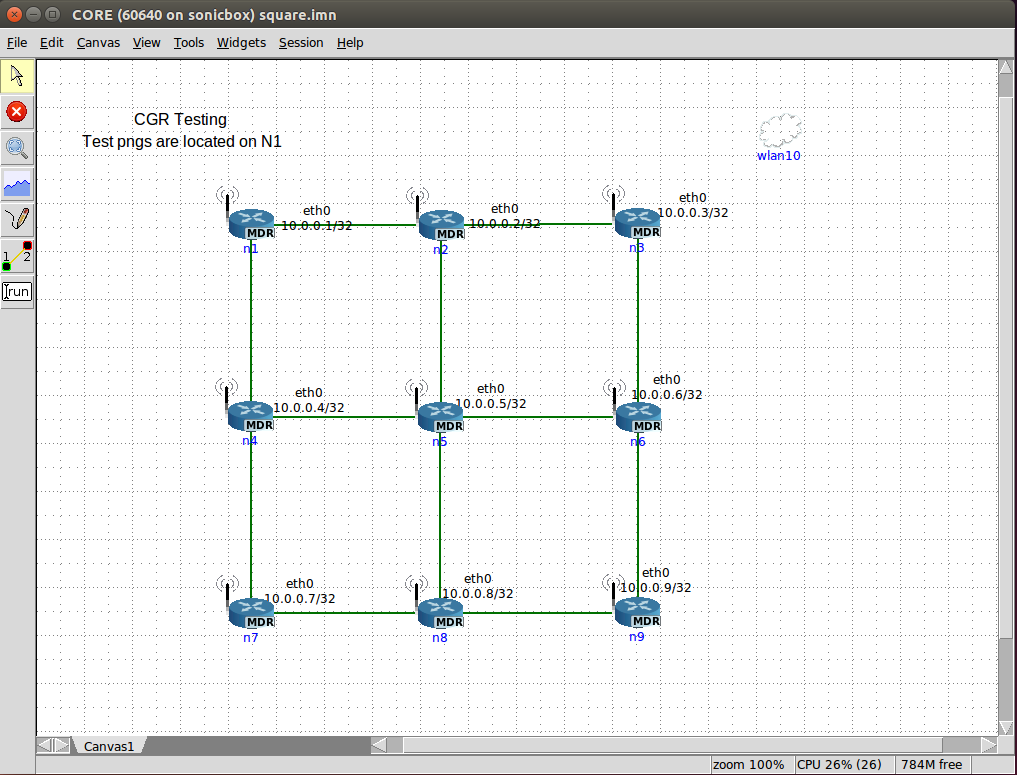 CORE (60640 on sonicbox) square.imn
File Edit Canvas View Tools Widgets Session Help
CGR Testing
Test pngs are located on N1
wlan10
eth0
10.0.0.1/32
MDR
n1
eth0
10.0.0.2/32
MDR
n2
eth0
10.0.0.3/32
MDR
n3
1 2
run
eth0
10.0.0.4/32
MDR
n4
eth0
10.0.0.5/32
MDR
n5
eth0
10.0.0.6/32
MDR
n6
eth0
10.0.0.7/32
MDR
n7
eth0
10.0.0.8/32
MDR
n8
eth0
10.0.0.9/32
MDR
n9
Canvas1
zoom 100% CPU 26% (26) 784M free